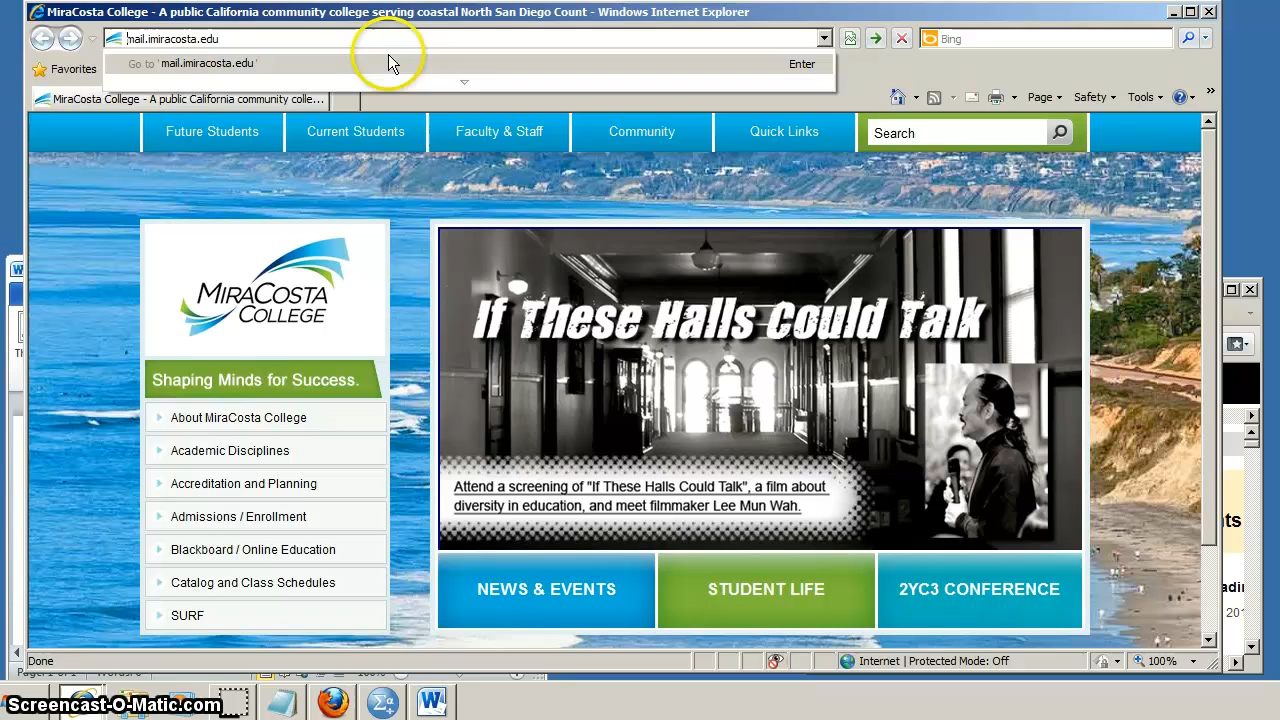 MiraCosta College - A public California community college serving coastal North San Diego Count - Windows Internet Explorer
mail.imiracosta.edu
Bing
Go to ' mail.imiracosta.edu '
Enter
Favorites
MiraCosta College - A public California community colle...
Page
Safety
Tools
Future Students
Current Students
Faculty & Staff
Community
Quick Links
Search
MIRACOSTA
COLLEGE
Shaping Minds for Success.
About MiraCosta College
Academic Disciplines
Accreditation and Planning
Admissions / Enrollment
Blackboard / Online Education
Catalog and Class Schedules
SURF
If These Halls Could Talk
Attend a screening of "If These Halls Could Talk", a film about
diversity in education, and meet filmmaker Lee Mun Wah.
NEWS & EVENTS
STUDENT LIFE
2YC3 CONFERENCE
Done
Internet | Protected Mode: Off
100%
Screencast-O-Matic.com